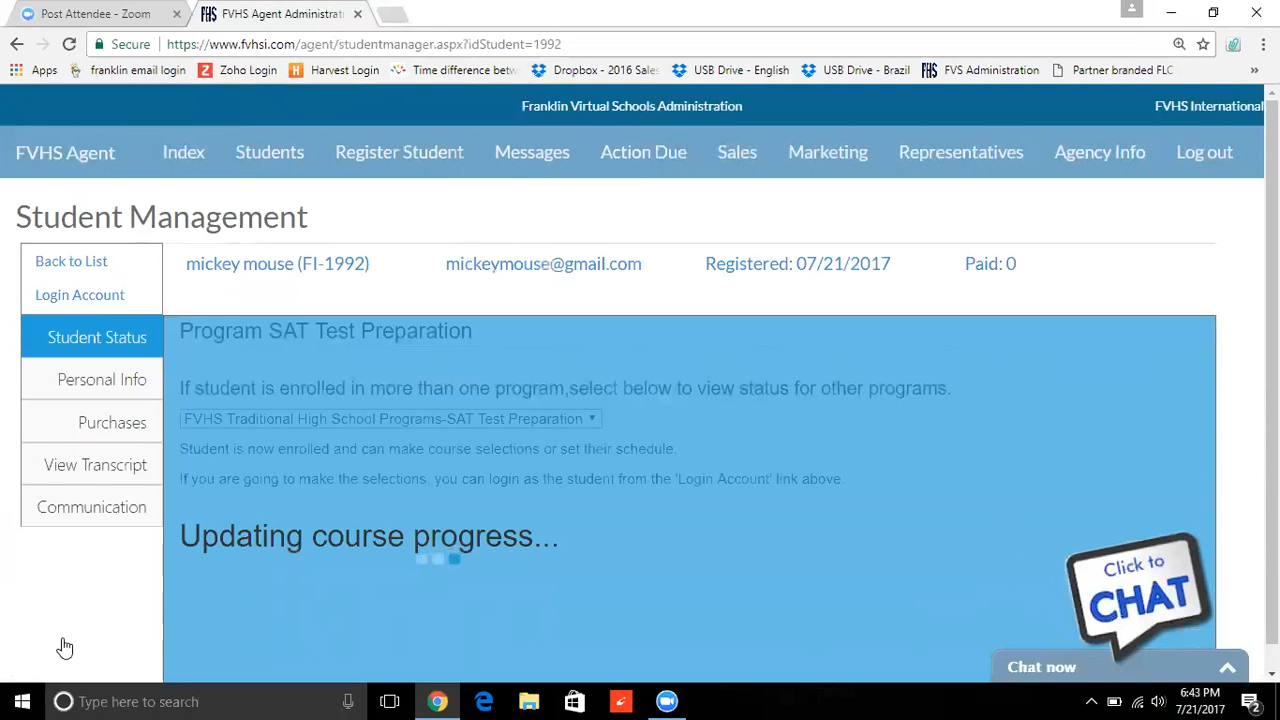 Post Attendee - Zoom
FVHS Agent Administrat
Secure https://www.fvhsi.com/agent/studentmanager.aspx?idStudent=1992
Apps franklin email login Zoho Login Harvest Login Time difference betw Dropbox - 2016 Sales USB Drive - English USB Drive - Brazil FVS Administration Partner branded FLC »
Franklin Virtual Schools Administration FVHS International
FVHS Agent Index Students Register Student Messages Action Due Sales Marketing Representatives Agency Info Log out
Student Management
Back to List
mickey mouse (FI-1992) mickeymouse@gmail.com Registered: 07/21/2017 Paid: 0
Login Account
Student Status
Personal Info
Purchases
View Transcript
Communication
Program SAT Test Preparation
If student is enrolled in more than one program,select below to view status for other programs.
FVHS Traditional High School Programs-SAT Test Preparation
Student is now enrolled and can make course selections or set their schedule.
If you are going to make the selections, you can login as the student from the 'Login Account' link above.
Updating course progress...
Click to
CHAT
Chat now
Type here to search
6:43 PM
7/21/2017
2